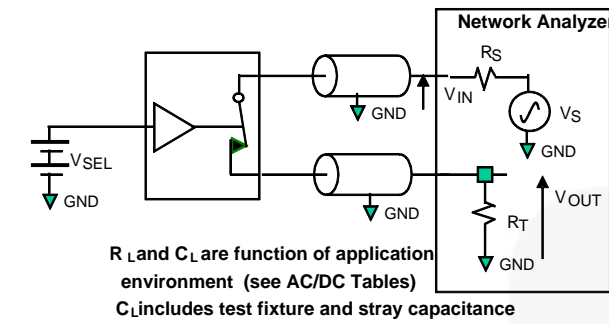 Network Analyzer
RS
VIN
GND
VS
GND
VSEL
GND
GND
VOUT
RT
GND
R L and C L are function of application
environment (see AC/DC Tables)
CL includes test fixture and stray capacitance